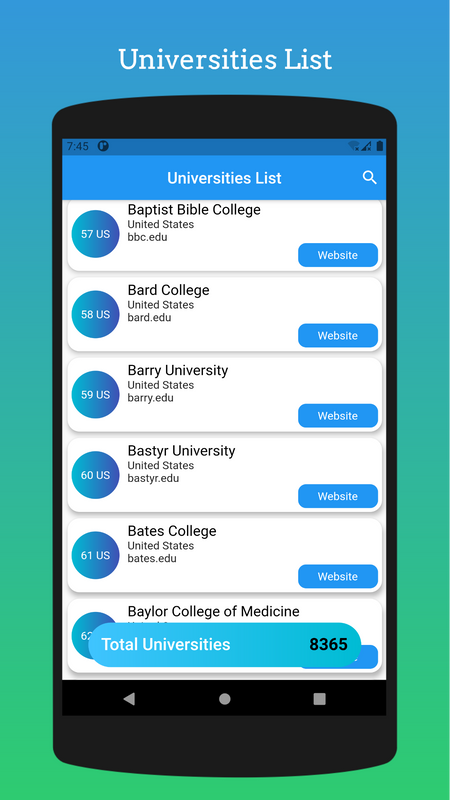 Universities List
7:45
Universities List
Baptist Bible College
United States
bbc.edu
57 US
Website
Bard College
United States
bard.edu
58 US
Website
Barry University
United States
barry.edu
59 US
Website
Bastyr University
United States
bastyr.edu
60 US
Website
Bates College
United States
bates.edu
61 US
Website
Baylor College of Medicine
62
Total Universities 8365